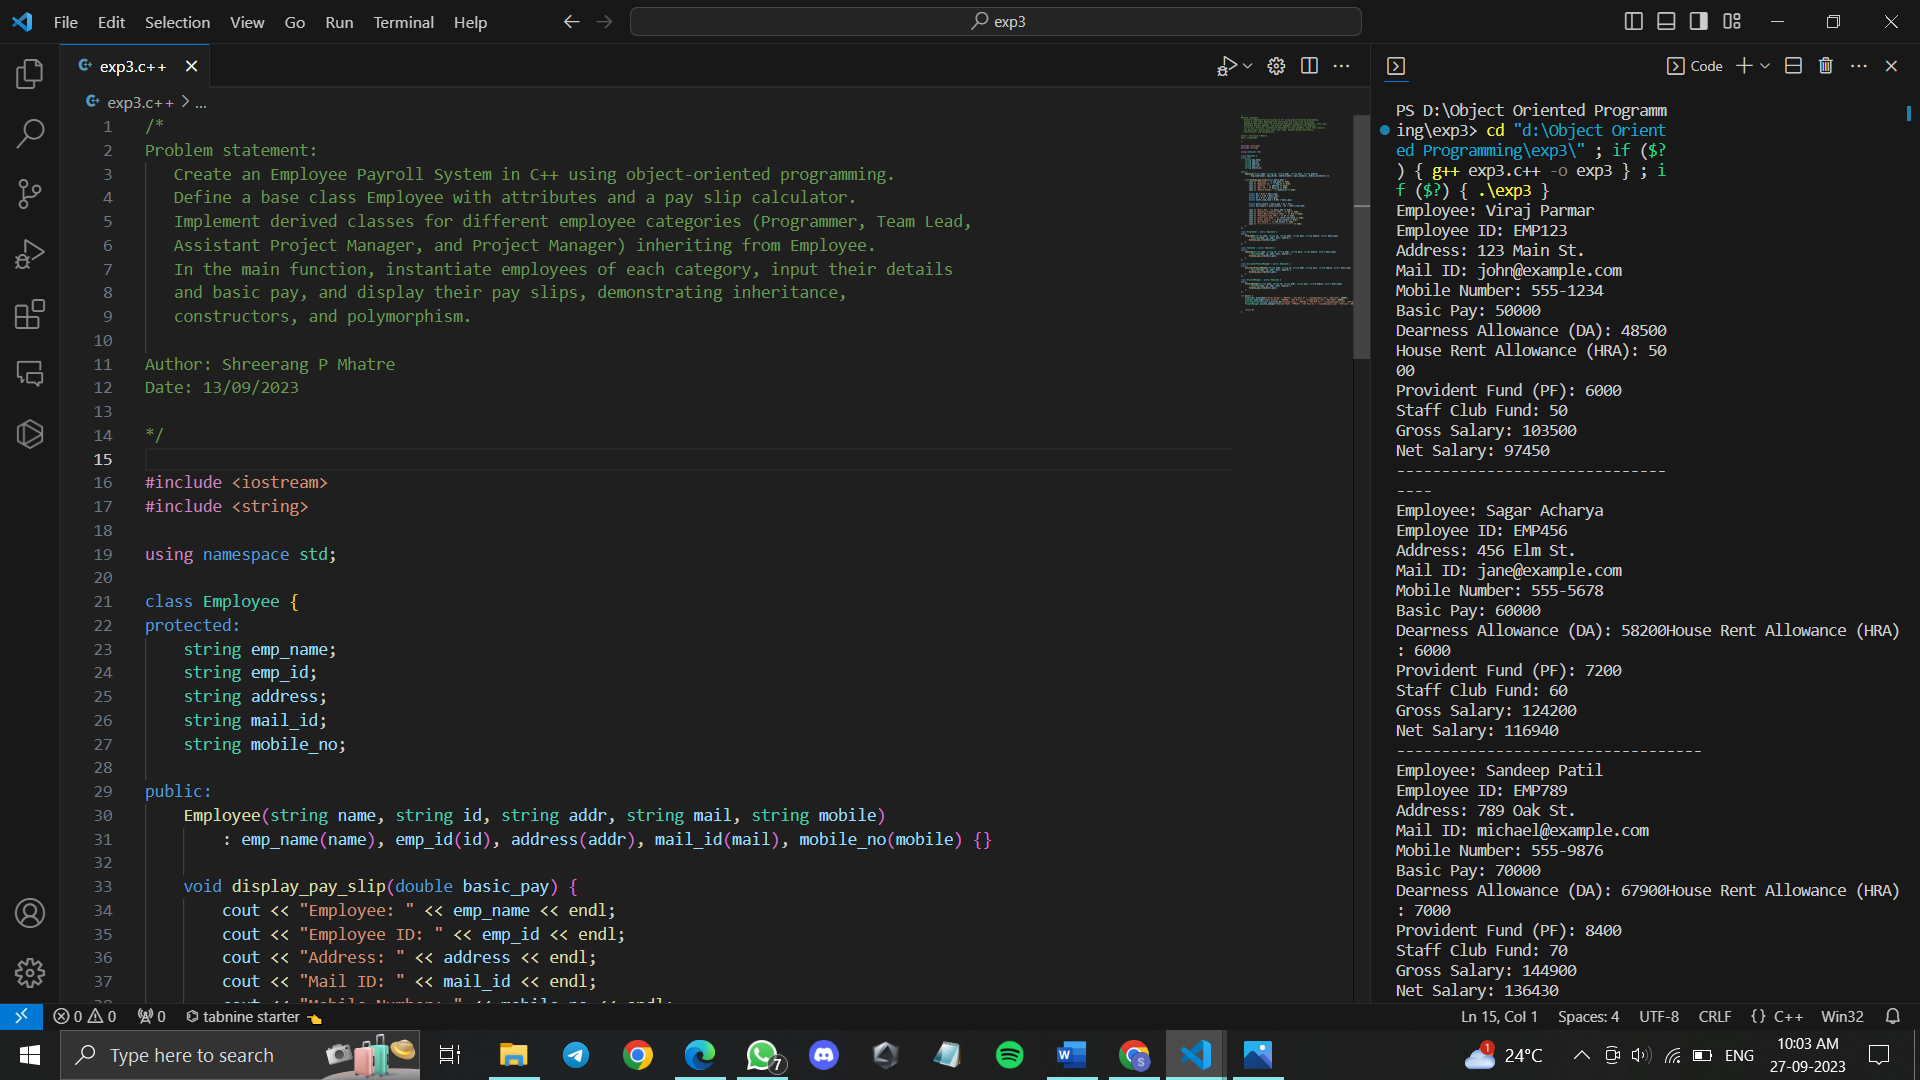 File Edit Selection View Go Run Terminal Help
exp3
exp3.c++
Code
exp3.c++ > ...
1 /*
2 Problem statement:
3 Create an Employee Payroll System in C++ using object-oriented programming.
4 Define a base class Employee with attributes and a pay slip calculator.
5 Implement derived classes for different employee categories (Programmer, Team Lead,
6 Assistant Project Manager, and Project Manager) inheriting from Employee.
7 In the main function, instantiate employees of each category, input their details
8 and basic pay, and display their pay slips, demonstrating inheritance,
9 constructors, and polymorphism.
10
11 Author: Shreerang P Mhatre
12 Date: 13/09/2023
13
14 */
15
16 #include <iostream>
17 #include <string>
18
19 using namespace std;
20
21 class Employee {
22 protected:
23 string emp_name;
24 string emp_id;
25 string address;
26 string mail_id;
27 string mobile_no;
28
29 public:
30 Employee(string name, string id, string addr, string mail, string mobile)
31 : emp_name(name), emp_id(id), address(addr), mail_id(mail), mobile_no(mobile) {}
32
33 void display_pay_slip(double basic_pay) {
34 cout << "Employee: " << emp_name << endl;
35 cout << "Employee ID: " << emp_id << endl;
36 cout << "Address: " << address << endl;
37 cout << "Mail ID: " << mail_id << endl;
38 cout << "Mobile Number: " << mobile_no << endl;
PS D:\Object Oriented Programm
ing\exp3> cd "d:\Object Orient
ed Programming\exp3\" ; if ($?
) { g++ exp3.c++ -o exp3 } ; i
f ($?) { .\exp3 }
Employee: Viraj Parmar
Employee ID: EMP123
Address: 123 Main St.
Mail ID: john@example.com
Mobile Number: 555-1234
Basic Pay: 50000
Dearness Allowance (DA): 48500
House Rent Allowance (HRA): 50
00
Provident Fund (PF): 6000
Staff Club Fund: 50
Gross Salary: 103500
Net Salary: 97450
------------------------------
----
Employee: Sagar Acharya
Employee ID: EMP456
Address: 456 Elm St.
Mail ID: jane@example.com
Mobile Number: 555-5678
Basic Pay: 60000
Dearness Allowance (DA): 58200House Rent Allowance (HRA)
: 6000
Provident Fund (PF): 7200
Staff Club Fund: 60
Gross Salary: 124200
Net Salary: 116940
----------------------------------
Employee: Sandeep Patil
Employee ID: EMP789
Address: 789 Oak St.
Mail ID: michael@example.com
Mobile Number: 555-9876
Basic Pay: 70000
Dearness Allowance (DA): 67900House Rent Allowance (HRA)
: 7000
Provident Fund (PF): 8400
Staff Club Fund: 70
Gross Salary: 144900
Net Salary: 136430
0 0 0 tabnine starter Ln 15, Col 1 Spaces: 4 UTF-8 CRLF {} C++ Win32
Type here to search 7 S 1 24°C ENG 10:03 AM
27-09-2023